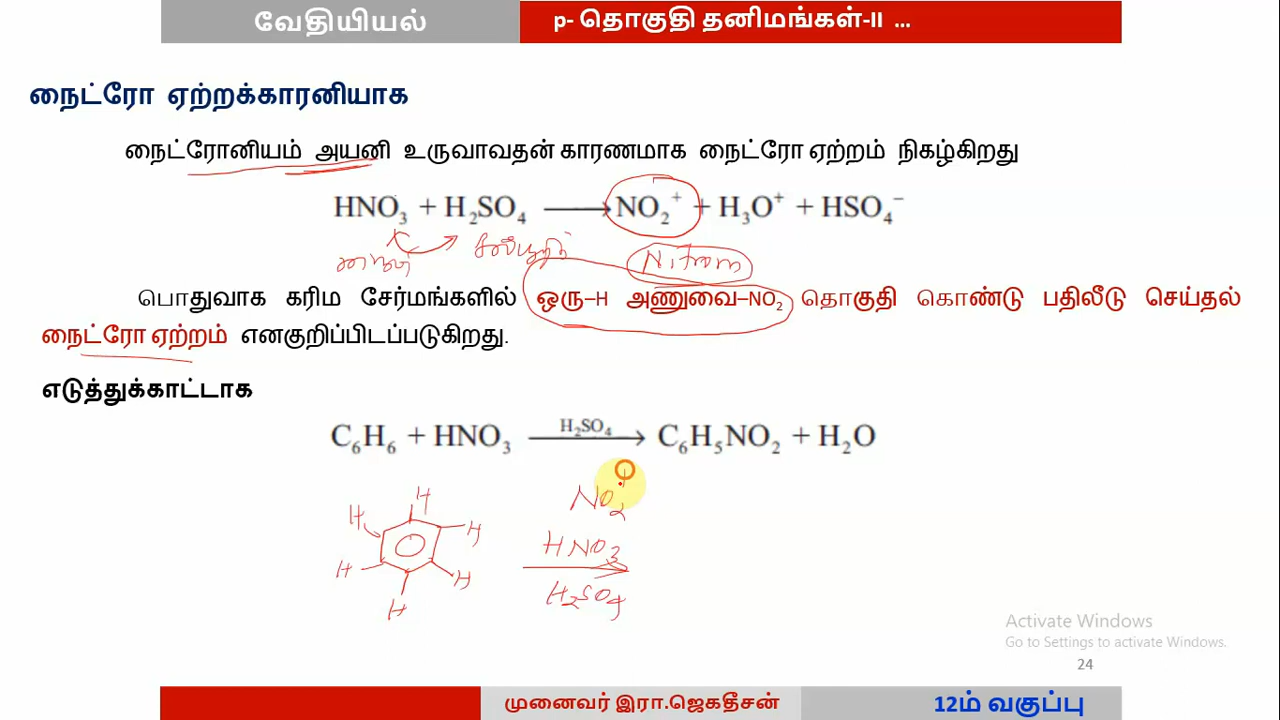 வேதியியல்
p- தொகுதி தனிமங்கள்-II ...
நைட்ரோ ஏற்றக்காரனியாக
நைட்ரோனியம் அயனி உருவாவதன் காரணமாக நைட்ரோ ஏற்றம் நிகழ்கிறது
HNO₃ + H₂SO₄ ⟶ NO₂⁺ + H₃O⁺ + HSO₄⁻
பொதுவாக கரிம சேர்மங்களில் ஒரு–H அணுவை–NO₂ தொகுதி கொண்டு பதிலீடு செய்தல்
நைட்ரோ ஏற்றம் எனகுறிப்பிடப்படுகிறது.
எடுத்துக்காட்டாக
H₂SO₄
C₆H₆ + HNO₃ ⟶ C₆H₅NO₂ + H₂O
NO₂⁺
H H H H H H
HNO₃
H₂SO₄
Activate Windows
Go to Settings to activate Windows.
24
முனைவர் இரா.ஜெகதீசன்
12ம் வகுப்பு